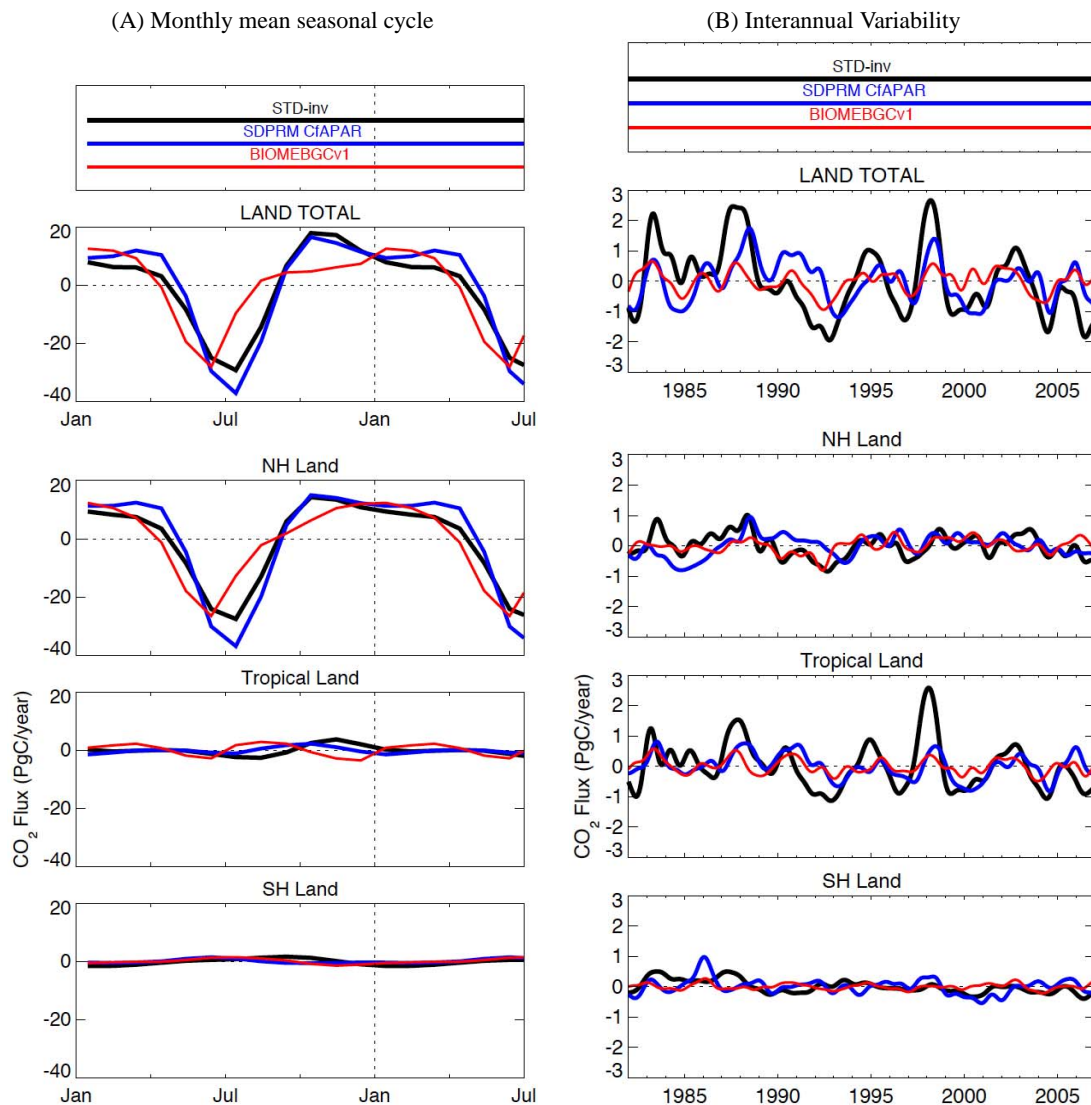 (A) Monthly mean seasonal cycle
STD-inv
SDPRM CfAPAR
BIOMEBGCv1
LAND TOTAL
20
0
-20
-40
Jan Jul Jan Jul
NH Land
20
0
-20
-40
Tropical Land
20
0
-20
-40
CO2 Flux (PgC/year)
SH Land
20
0
-20
-40
Jan Jul Jan Jul
(B) Interannual Variability
STD-inv
SDPRM CfAPAR
BIOMEBGCv1
LAND TOTAL
3
2
1
0
-1
-2
-3
1985 1990 1995 2000 2005
NH Land
3
2
1
0
-1
-2
-3
Tropical Land
3
2
1
0
-1
-2
-3
CO2 Flux (PgC/year)
SH Land
3
2
1
0
-1
-2
-3
1985 1990 1995 2000 2005